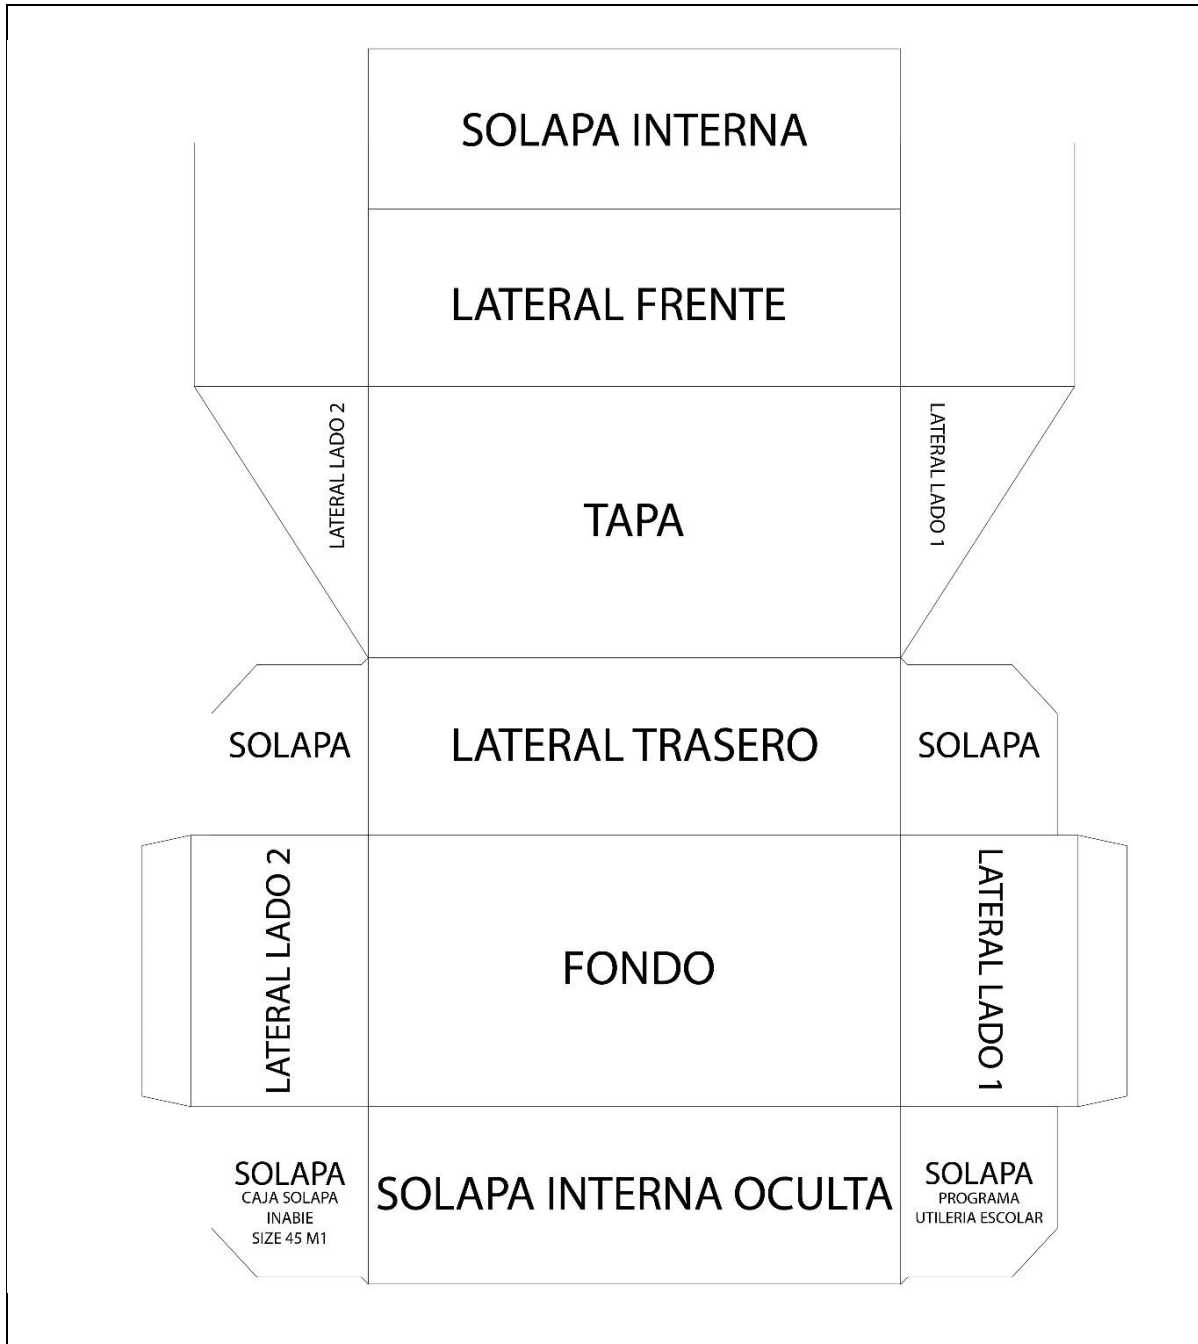 SOLAPA INTERNA
LATERAL FRENTE
LATERAL LADO 2
TAPA
LATERAL LADO 1
SOLAPA
LATERAL TRASERO
SOLAPA
LATERAL LADO 2
FONDO
LATERAL LADO 1
SOLAPA
CAJA SOLAPA
INABIE
SIZE 45 M1
SOLAPA INTERNA OCULTA
SOLAPA
PROGRAMA
UTILERIA ESCOLAR